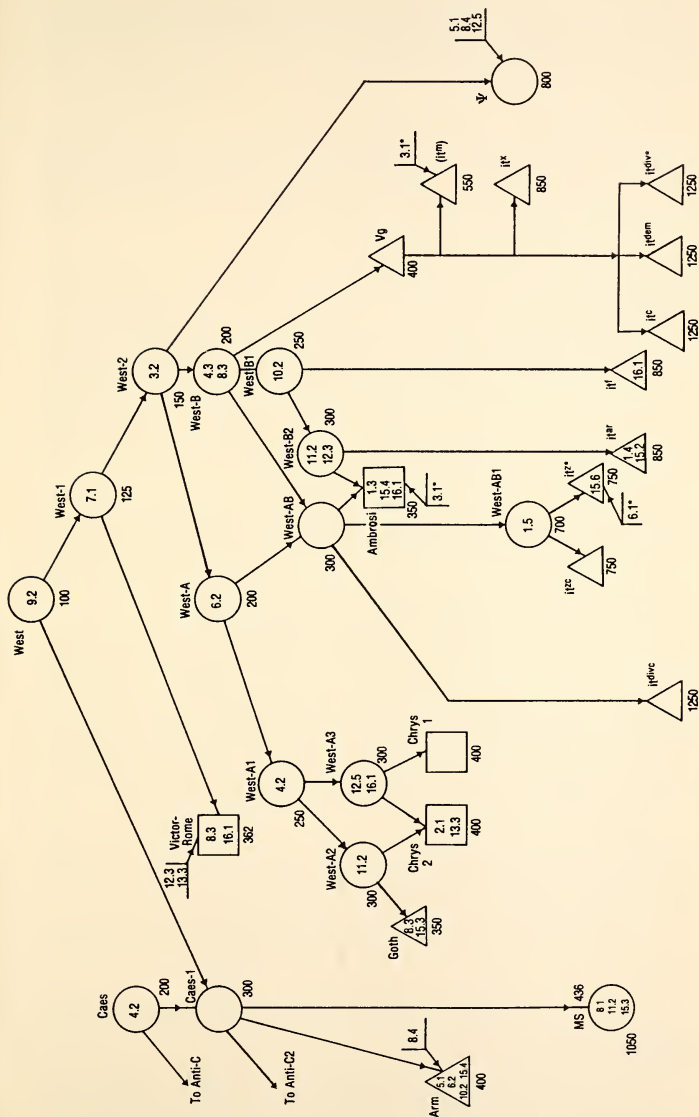 West
9.2
100
West-1
7.1
125
West-2
3.2
150
Caes
4.2
200
To Anti-C
Caes-1
300
To Anti-C2
8.4
Arm
5.1
6.2
10.2 15.4
400
MS 436
8.1
11.2
15.3
1050
12.3
13.3
Victor-
Rome
8.3
16.1
362
West-A
6.2
200
West-A1
4.2
250
West-A2
11.2
300
West-A3
12.5
16.1
300
Goth
8.3
15.3
350
Chrys
2
2.1
13.3
400
Chrys
1
400
West-B
4.3
8.3
200
West-B1
10.2
250
West-B2
11.2
12.3
300
West-AB
300
Ambrosi
1.3
15.4
16.1
350
3.1*
West-AB1
1.5
700
it^zc
750
it^z*
15.6
750
6.1*
it^divc
1250
it^ar
1.4
15.2
850
it^r
16.1
850
Vg
400
3.1*
(it^m)
550
it^x
850
it^c
1250
it^dem
1250
it^div*
1250
5.1
8.4
12.5
Ψ
800